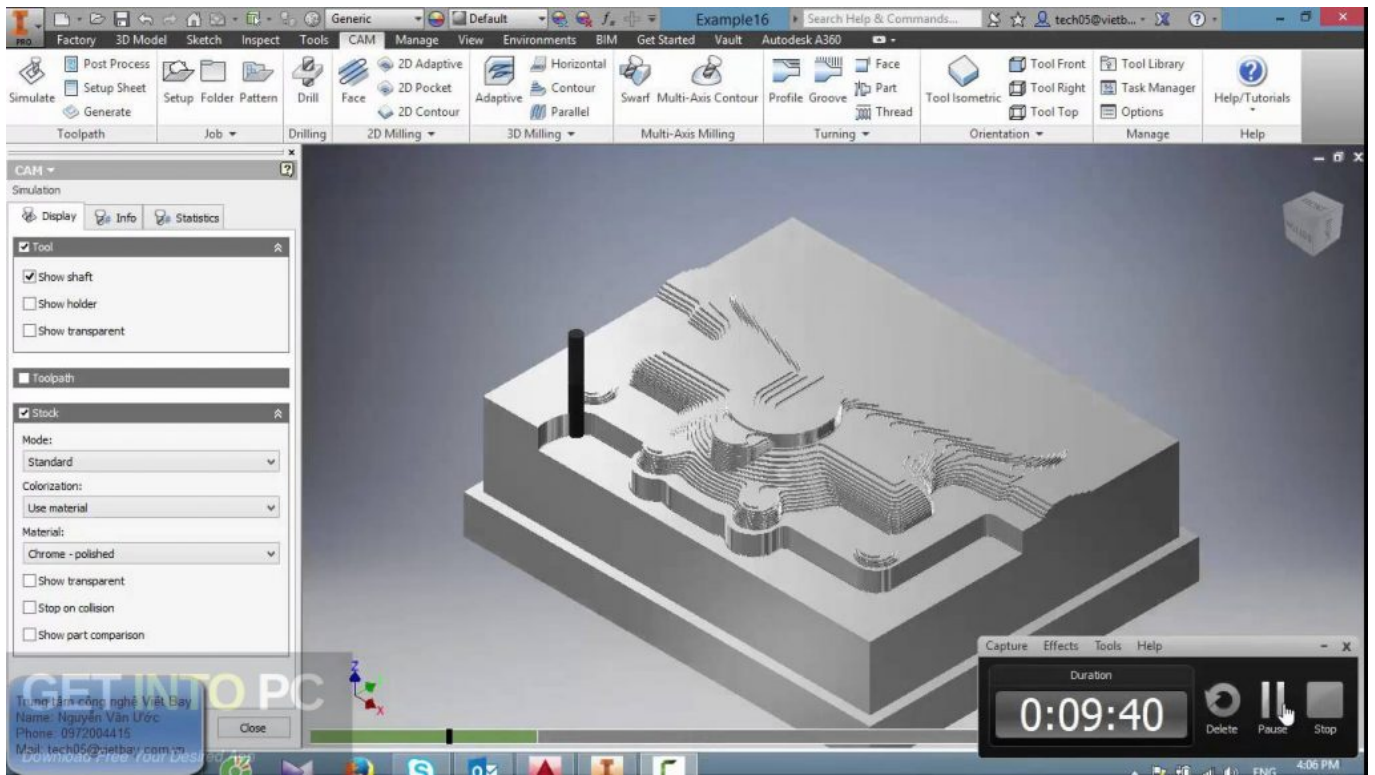 PRO
Generic
Default
Example16
Search Help & Commands...
tech05@vietb...
Factory 3D Model Sketch Inspect Tools CAM Manage View Environments BIM Get Started Vault Autodesk A360
Simulate
Post Process
Setup Sheet
Generate
Toolpath
Setup Folder Pattern
Job
Drill
Drilling
Face
2D Adaptive
2D Pocket
2D Contour
2D Milling
Adaptive
Horizontal
Contour
Parallel
3D Milling
Swarf Multi-Axis Contour
Multi-Axis Milling
Profile Groove
Face
Part
Thread
Turning
Tool Isometric
Tool Front
Tool Right
Tool Top
Orientation
Tool Library
Task Manager
Options
Manage
Help/Tutorials
Help
CAM
Simulation
Display Info Statistics
Tool
Show shaft
Show holder
Show transparent
Toolpath
Stock
Mode:
Standard
Colorization:
Use material
Material:
Chrome - polished
Show transparent
Stop on collision
Show part comparison
GET INTO PC
Trung tâm công nghệ Việt Bay
Name: Nguyễn Văn Ước
Phone: 0972004415
Mail: tech05@vietbay.com.vn
Download Free Your Desired App
Close
Z
X
Capture Effects Tools Help
Duration
0:09:40
Delete Pause Stop
ENG
4:06 PM